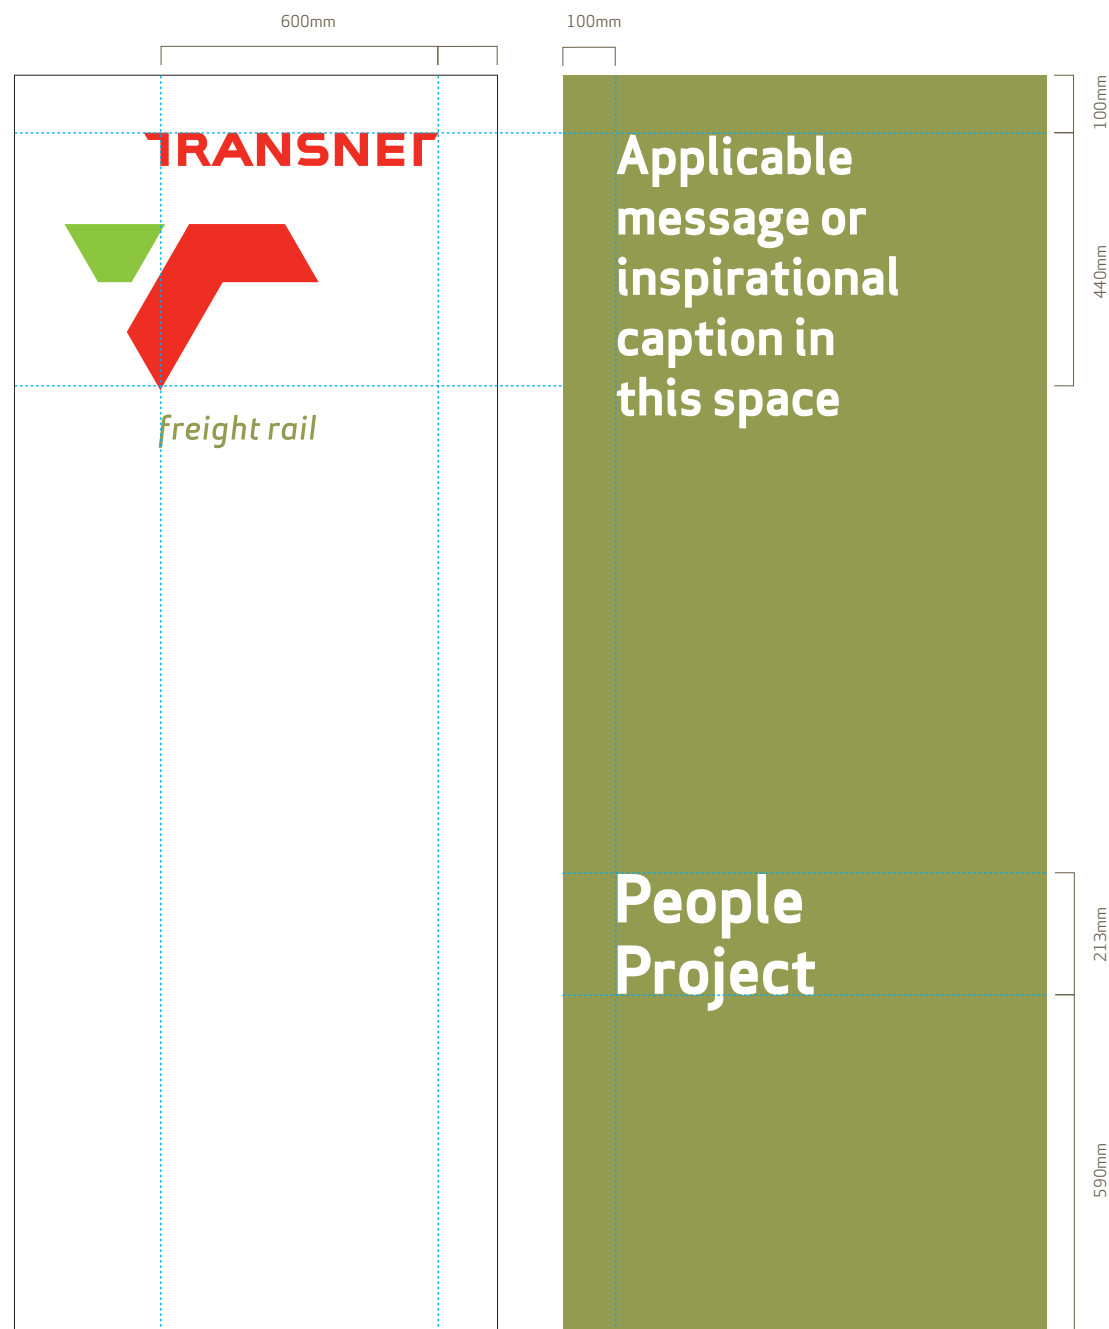 600mm
100mm
TRANSNET
freight rail
Applicable
message or
inspirational
caption in
this space
People
Project
100mm
440mm
213mm
590mm